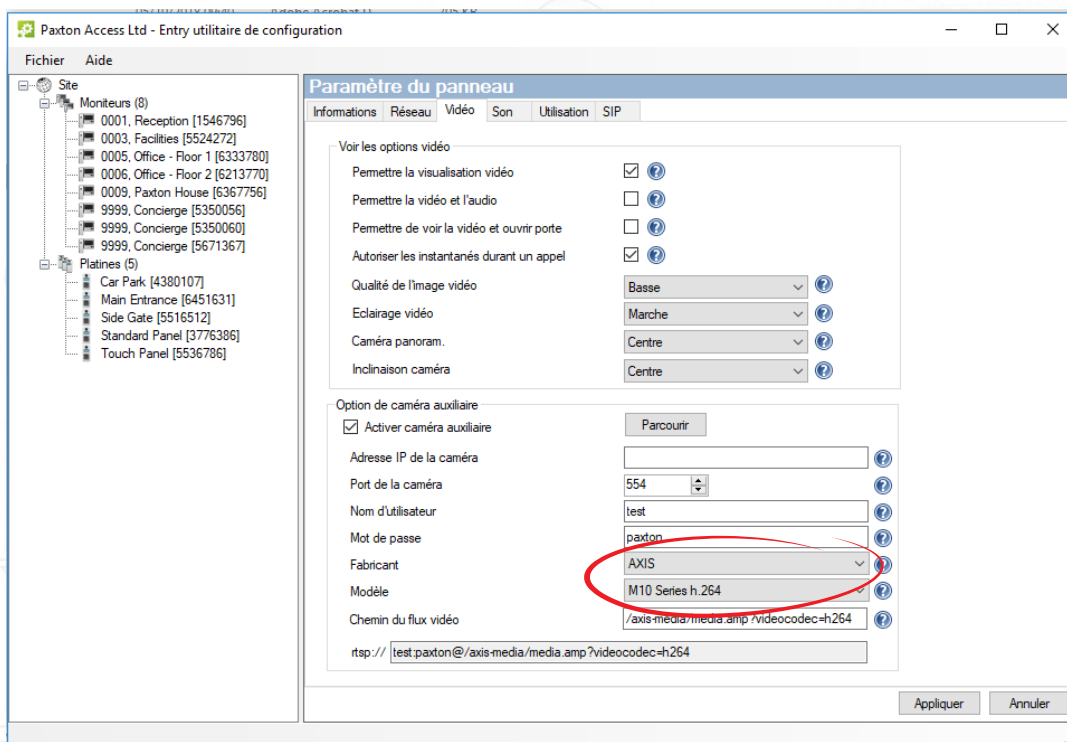 Paxton Access Ltd - Entry utilitaire de configuration
Fichier Aide
Site
Moniteurs (8)
0001, Reception [1546796]
0003, Facilities [5524272]
0005, Office - Floor 1 [6333780]
0006, Office - Floor 2 [6213770]
0009, Paxton House [6367756]
9999, Concierge [5350056]
9999, Concierge [5350060]
9999, Concierge [5671367]
Platines (5)
Car Park [4380107]
Main Entrance [6451631]
Side Gate [5516512]
Standard Panel [3776386]
Touch Panel [5536786]
Paramètre du panneau
Informations Réseau Vidéo Son Utilisation SIP
Voir les options vidéo
Permettre la visualisation vidéo
Permettre la vidéo et l'audio
Permettre de voir la vidéo et ouvrir porte
Autoriser les instantanés durant un appel
Qualité de l'image vidéo Basse
Eclairage vidéo Marche
Caméra panoram. Centre
Inclinaison caméra Centre
Option de caméra auxiliaire
Activer caméra auxiliaire Parcourir
Adresse IP de la caméra
Port de la caméra 554
Nom d'utilisateur test
Mot de passe paxton
Fabricant AXIS
Modèle M10 Series h.264
Chemin du flux vidéo /axis-media/media.amp?videocodec=h264
rtsp:// test:paxton@/axis-media/media.amp?videocodec=h264
Appliquer Annuler